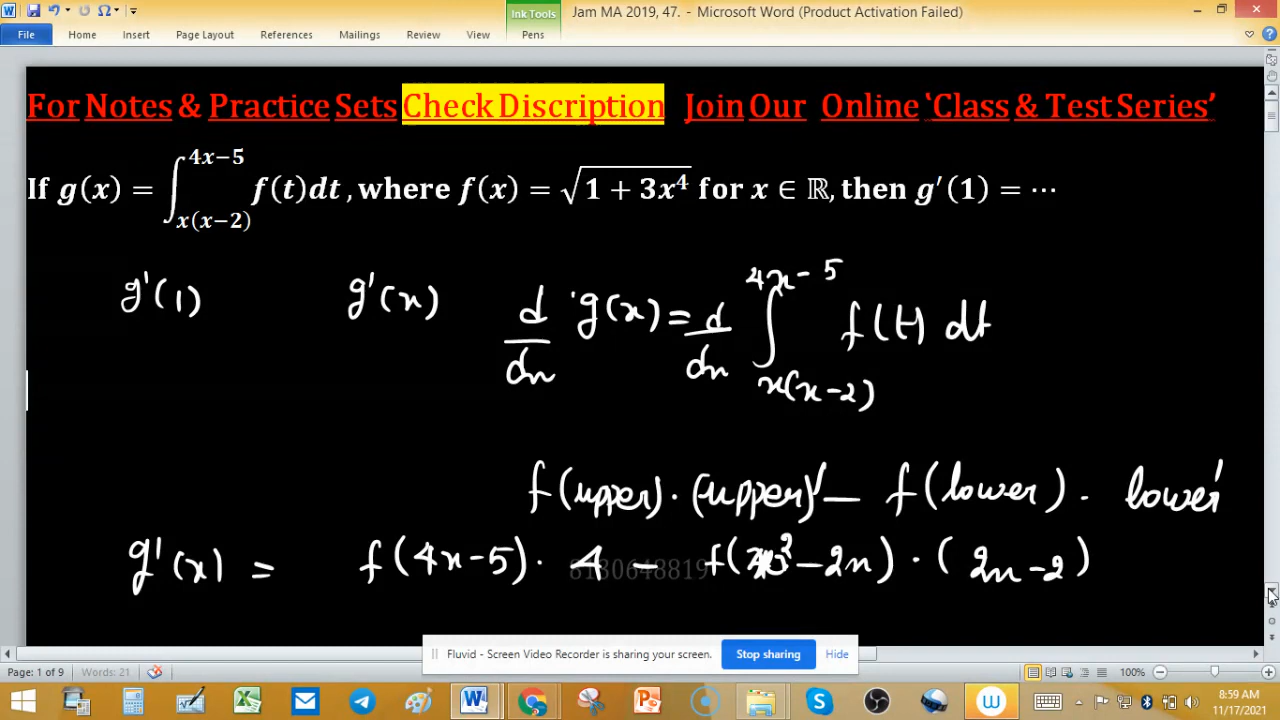 Jam MA 2019, 47. - Microsoft Word (Product Activation Failed)
Ink Tools
File Home Insert Page Layout References Mailings Review View Pens
For Notes & Practice Sets Check Discription Join Our Online 'Class & Test Series'
If g(x) = ∫_{x(x−2)}^{4x−5} f(t)dt, where f(x) = √(1 + 3x⁴) for x ∈ ℝ, then g′(1) = ⋯
g'(1) g'(x) d/dx g(x) = d/dx ∫_{x(x-2)}^{4x-5} f(t) dt
f(upper) · (upper)' − f(lower) · lower'
g'(x) = f(4x-5) · 4 − f(x²-2x) · (2x-2)
8130648819
Fluvid - Screen Video Recorder is sharing your screen. Stop sharing Hide
Page: 1 of 9 Words: 21 100%
8:59 AM
11/17/2021